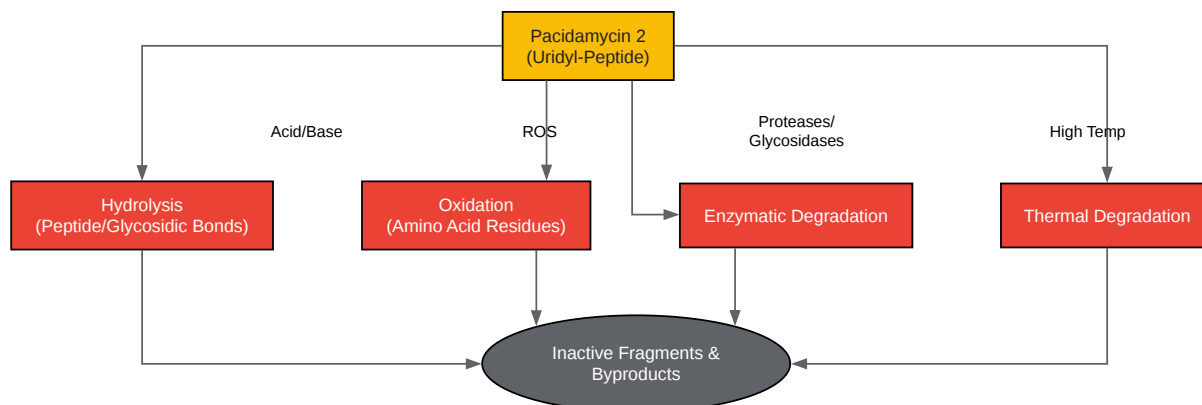 Pacidamycin 2
(Uridyl-Peptide)
Acid/Base
ROS
Proteases/
Glycosidases
High Temp
Hydrolysis
(Peptide/Glycosidic Bonds)
Oxidation
(Amino Acid Residues)
Enzymatic Degradation
Thermal Degradation
Inactive Fragments &
Byproducts